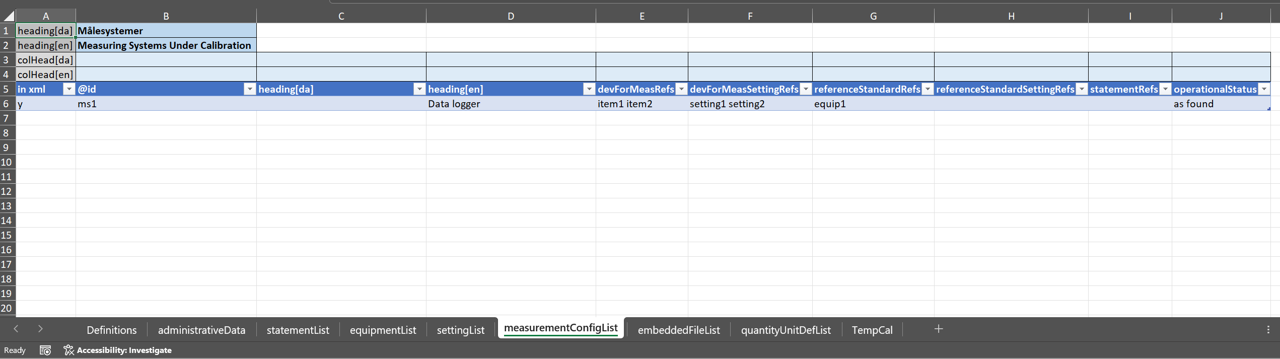 A B C D E F G H I J
1 heading[da] Målesystemer
2 heading[en] Measuring Systems Under Calibration
3 colHead[da]
4 colHead[en]
5 in xml @id heading[da] heading[en] devForMeasRefs devForMeasSettingRefs referenceStandardRefs referenceStandardSettingRefs statementRefs operationalStatus
6 y ms1 Data logger item1 item2 setting1 setting2 equip1 as found
7
8
9
10
11
12
13
14
15
16
17
18
19
20
Definitions administrativeData statementList equipmentList settingList measurementConfigList embeddedFileList quantityUnitDefList TempCal
Ready Accessibility: Investigate